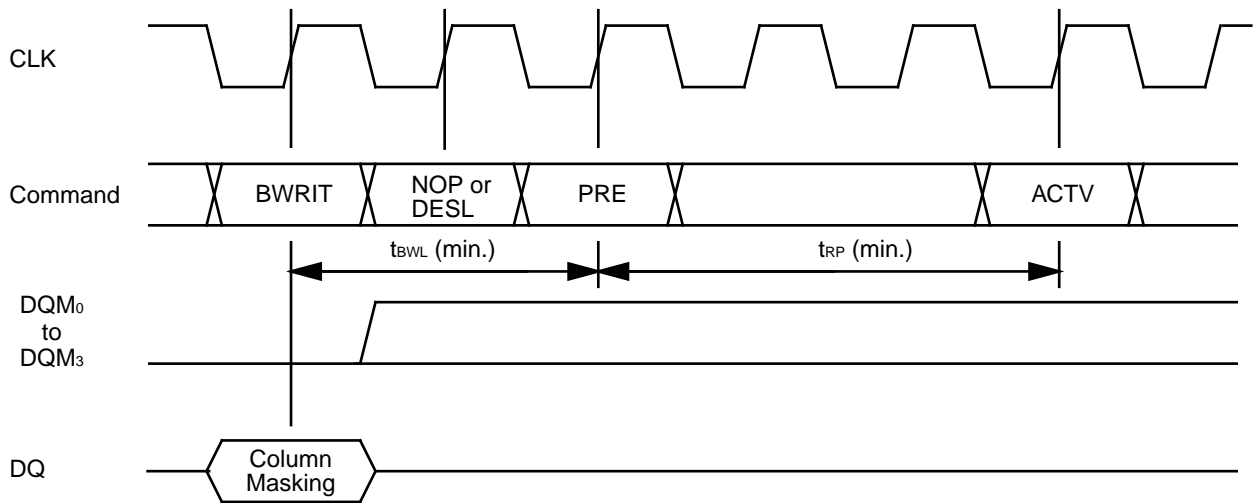 CLK
Command
BWRIT
NOP or
DESL
PRE
ACTV
tBWL (min.)
tRP (min.)
DQM0
to
DQM3
DQ
Column
Masking